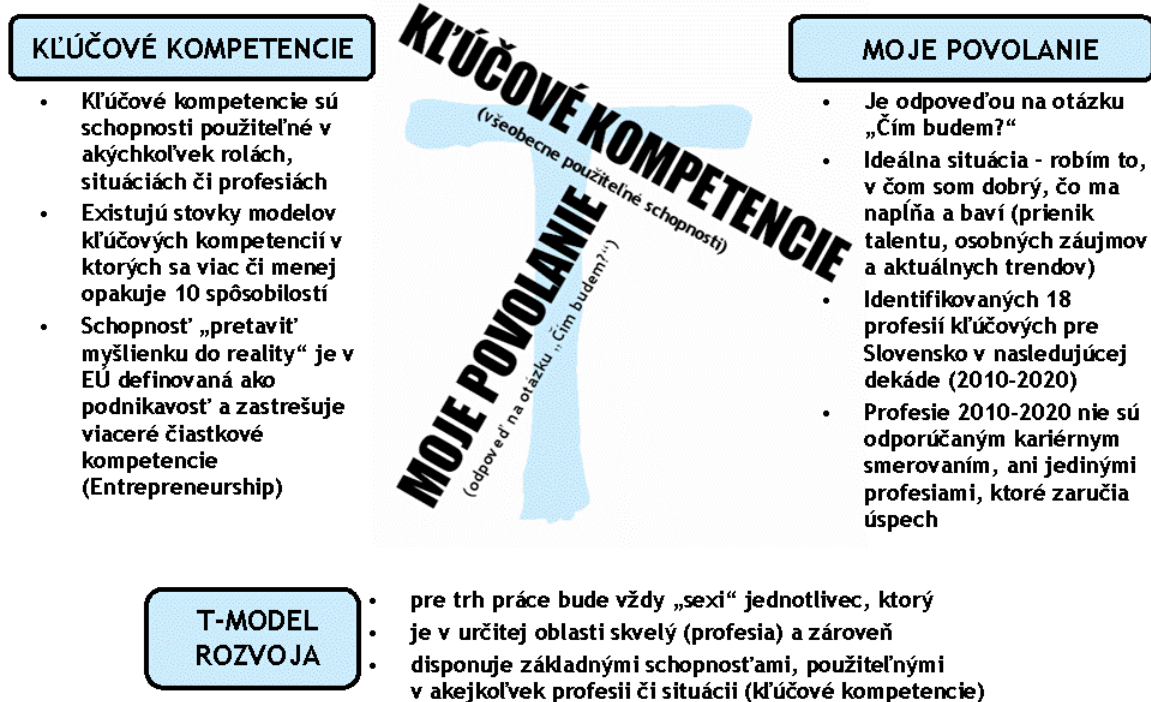 KĽÚČOVÉ KOMPETENCIE
• Kľúčové kompetencie sú
schopnosti použiteľné v
akýchkoľvek rolách,
situáciách či profesiách
• Existujú stovky modelov
kľúčových kompetencií v
ktorých sa viac či menej
opakuje 10 spôsobilostí
• Schopnosť „pretaviť
myšlienku do reality“ je v
EÚ definovaná ako
podnikavosť a zastrešuje
viaceré čiastkové
kompetencie
(Entrepreneurship)
KĽÚČOVÉ KOMPETENCIE
(všeobecne použiteľné schopnosti)
MOJE POVOLANIE
(odpoveď na otázku „Čím budem?“)
MOJE POVOLANIE
• Je odpoveďou na otázku
„Čím budem?“
• Ideálna situácia - robím to,
v čom som dobrý, čo ma
napĺňa a baví (prienik
talentu, osobných záujmov
a aktuálnych trendov)
• Identifikovaných 18
profesií kľúčových pre
Slovensko v nasledujúcej
dekáde (2010-2020)
• Profesie 2010-2020 nie sú
odporúčaným kariérnym
smerovaním, ani jedinými
profesiami, ktoré zaručia
úspech
T-MODEL
ROZVOJA
• pre trh práce bude vždy „sexi“ jednotlivec, ktorý
• je v určitej oblasti skvelý (profesia) a zároveň
• disponuje základnými schopnosťami, použiteľnými
v akejkoľvek profesii či situácii (kľúčové kompetencie)